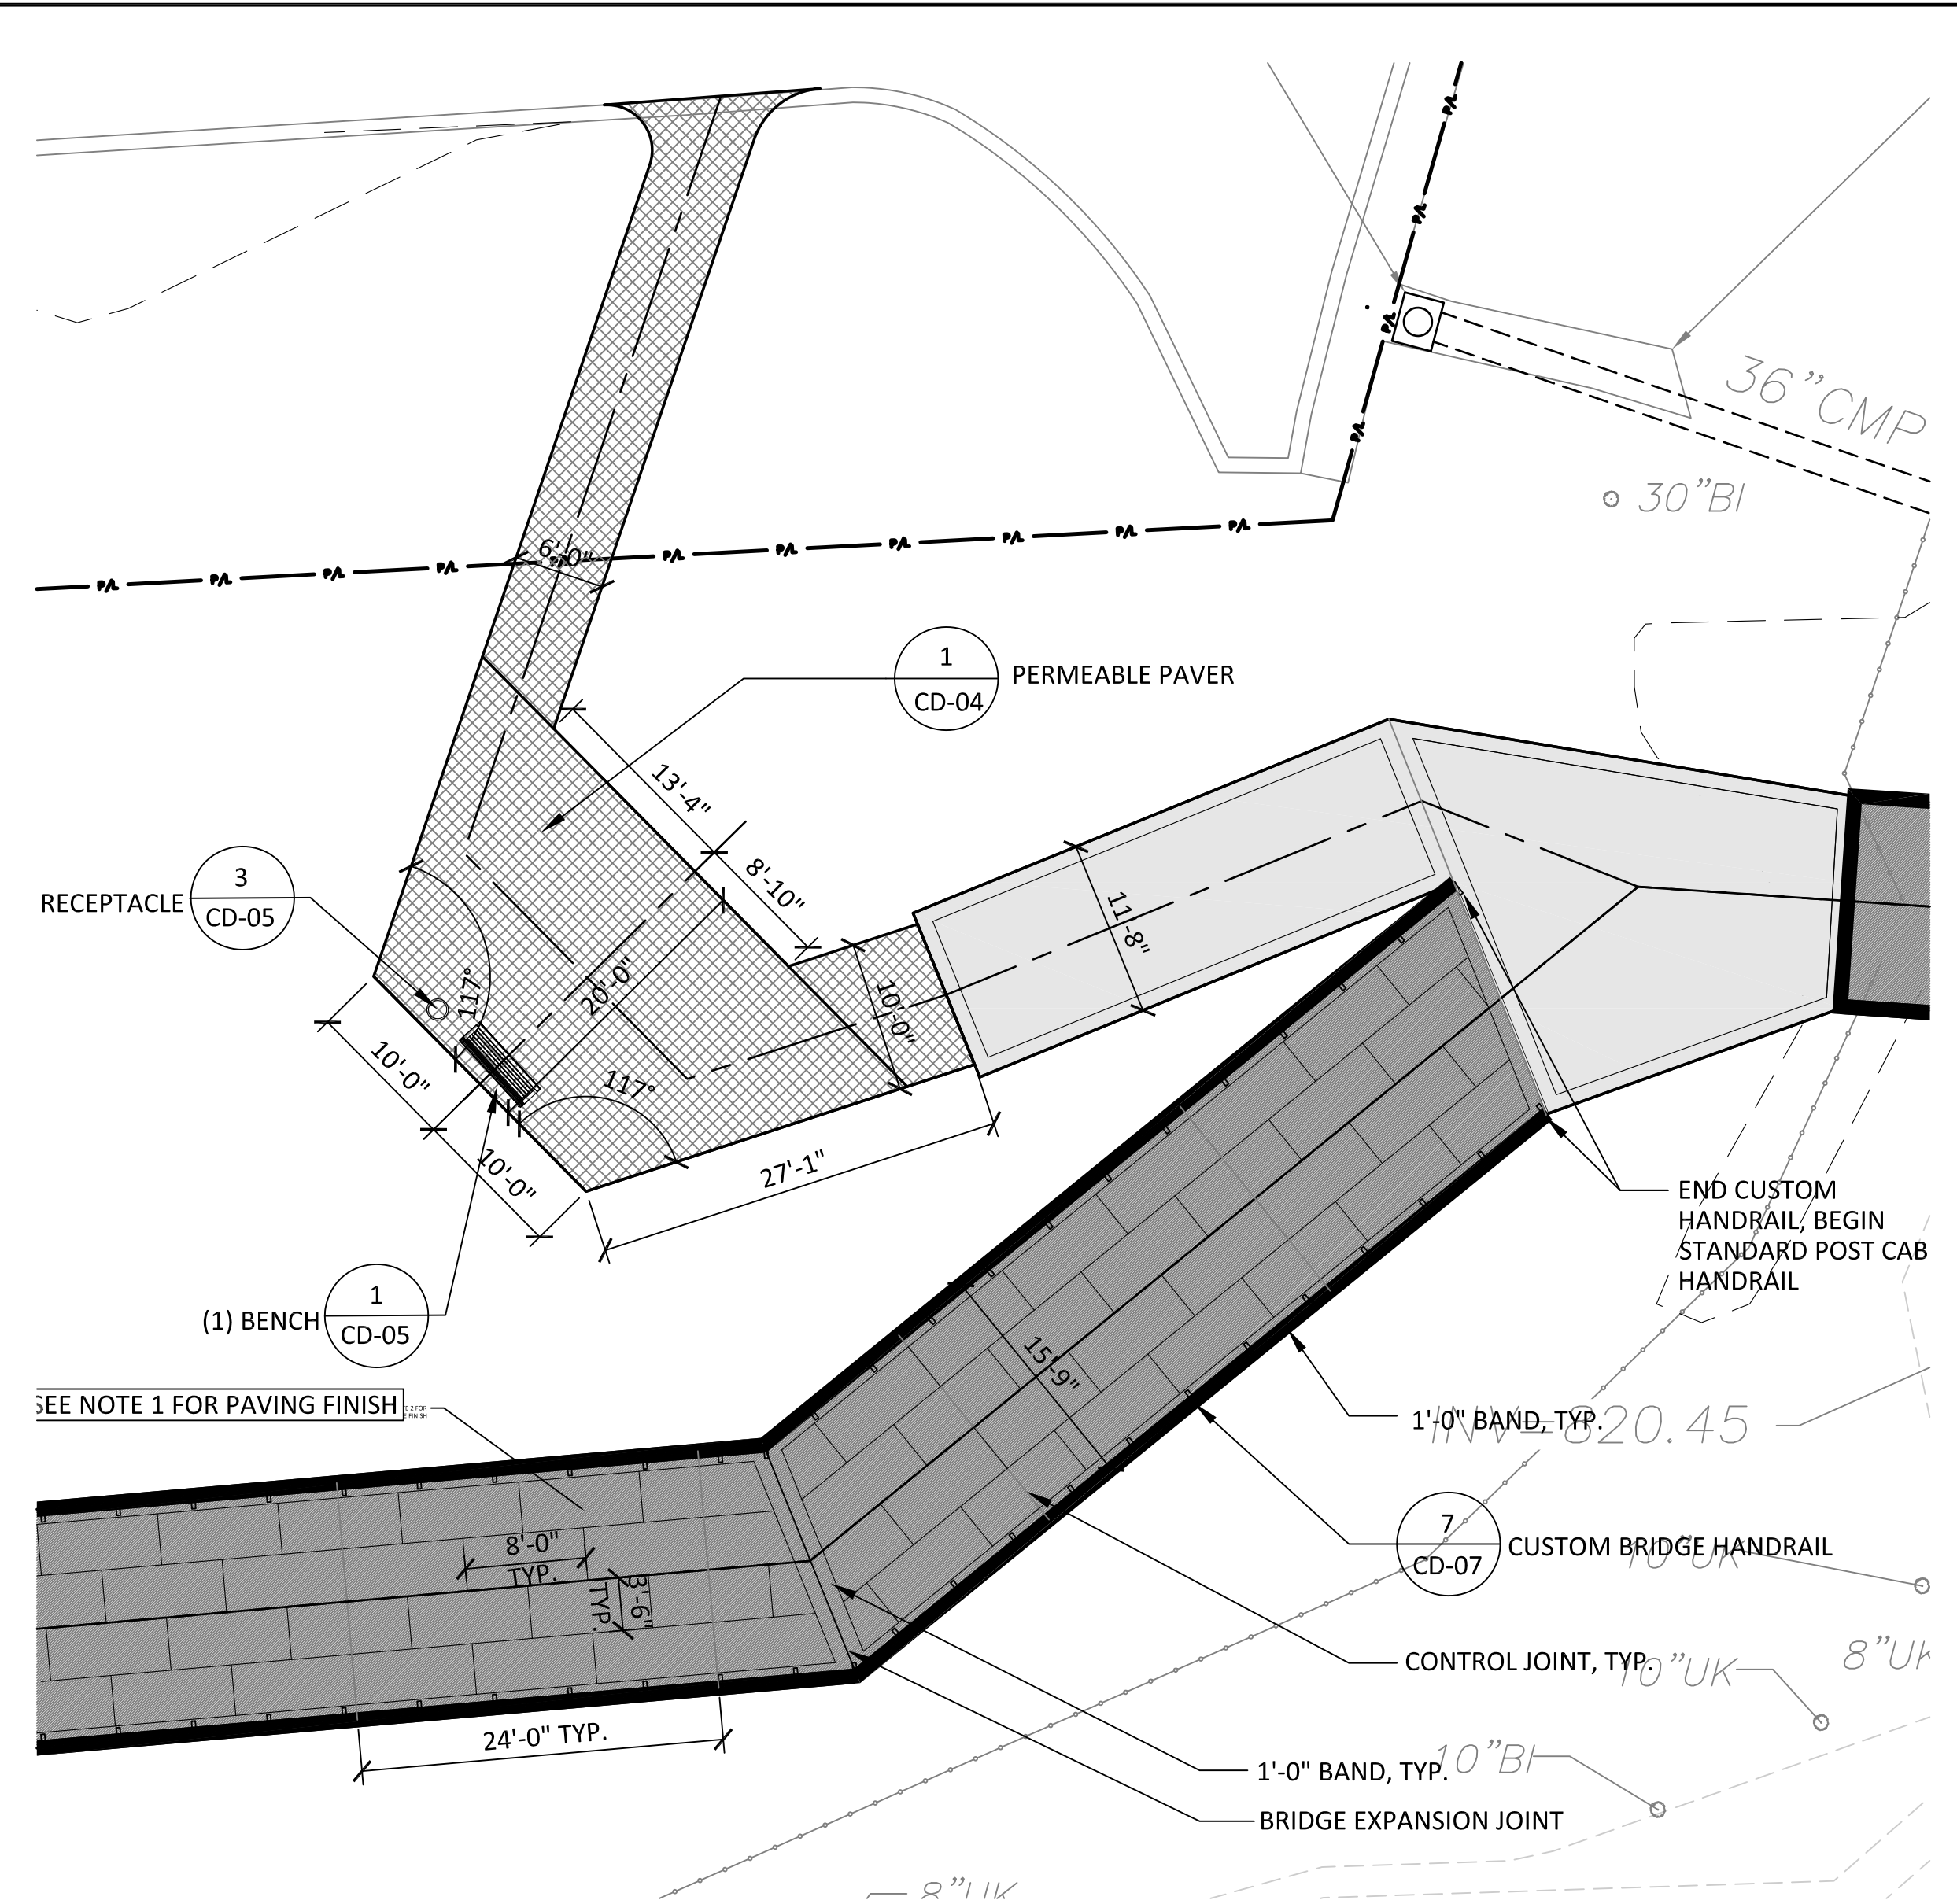 P/L
P/L
P/L
P/L
P/L
36"CMP
30"BI
P/L
P/L
P/L
P/L
P/L
P/L
P/L
P/L
P/L
P/L
6'-0"
1
CD-04
PERMEABLE PAVER
13'-4"
8'-10"
RECEPTACLE
3
CD-05
11'-8"
117°
20'-0"
10'-0"
10'-0"
117°
10'-0"
27'-1"
END CUSTOM
HANDRAIL, BEGIN
STANDARD POST CAB
HANDRAIL
(1) BENCH
1
CD-05
15'-9"
SEE NOTE 1 FOR PAVING FINISH
E 2 FOR
E FINISH
1'-0" BAND, TYP.
INV=820.45
8'-0"
TYP.
3'-6"
TYP.
7
CD-07
CUSTOM BRIDGE HANDRAIL
10"UK
CONTROL JOINT, TYP.
10"UK
8"UK
24'-0" TYP.
1'-0" BAND, TYP.
10"BI
BRIDGE EXPANSION JOINT
8"UK